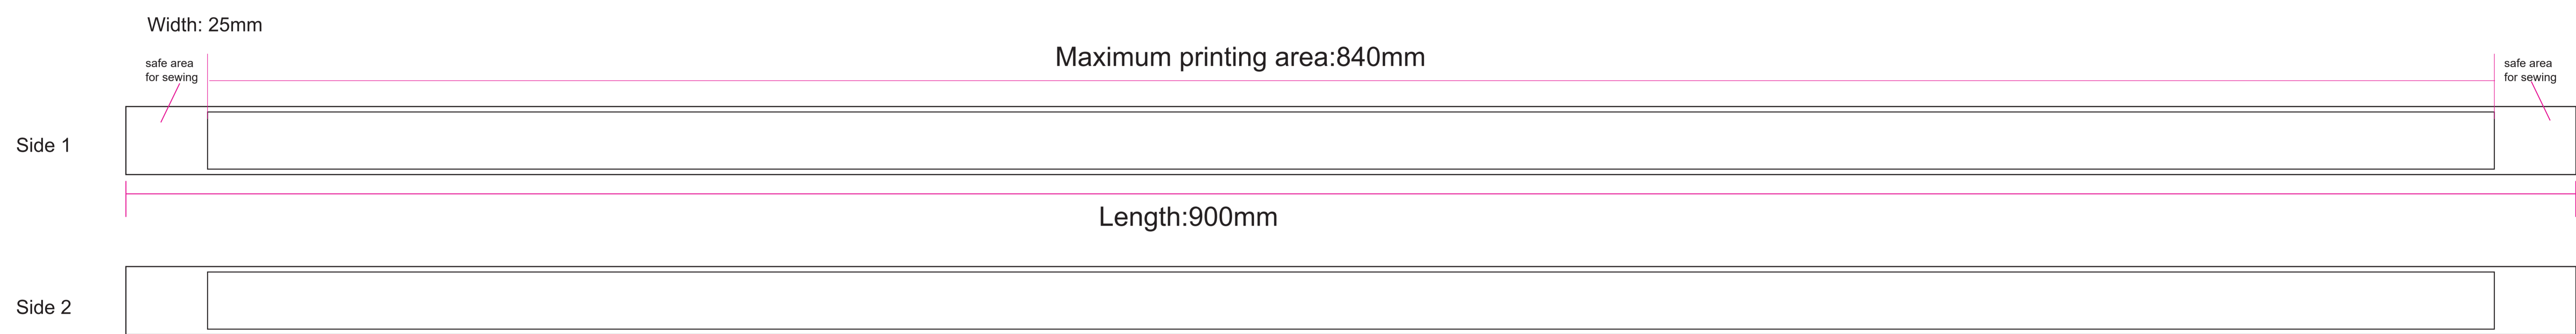 Width: 25mm
Maximum printing area:840mm
safe area
for sewing
safe area
for sewing
Side 1
Length:900mm
Side 2